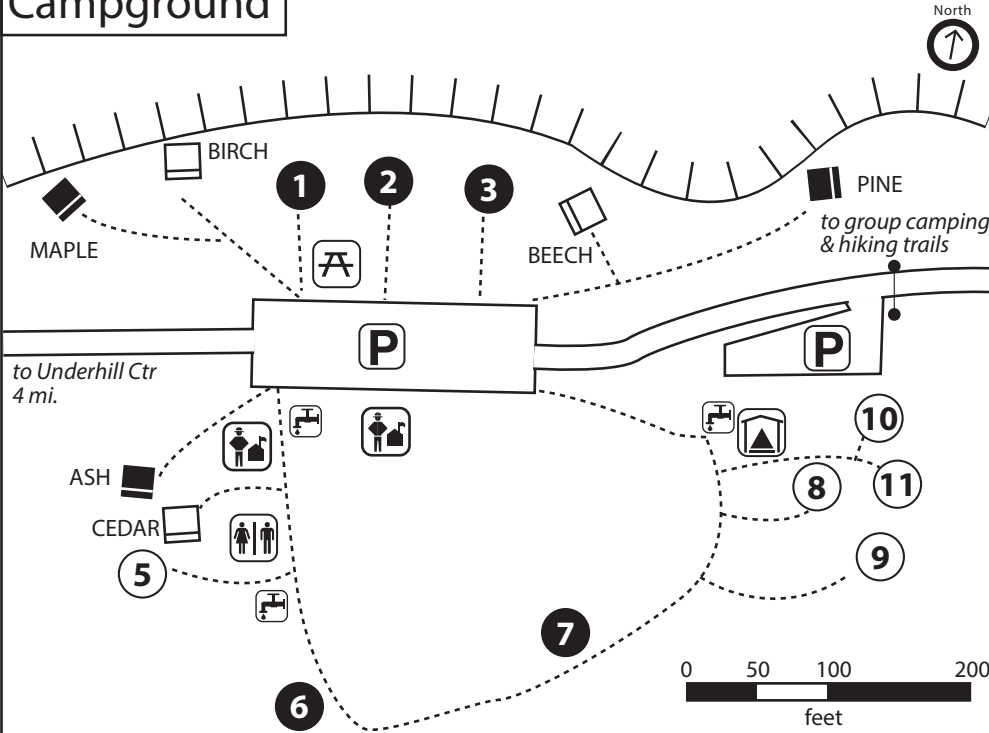 Campground
North
BIRCH
1
2
3
PINE
MAPLE
BEECH
to group camping
& hiking trails
P
P
to Underhill Ctr
4 mi.
10
ASH
8
11
CEDAR
5
9
7
6
0 50 100 200
feet